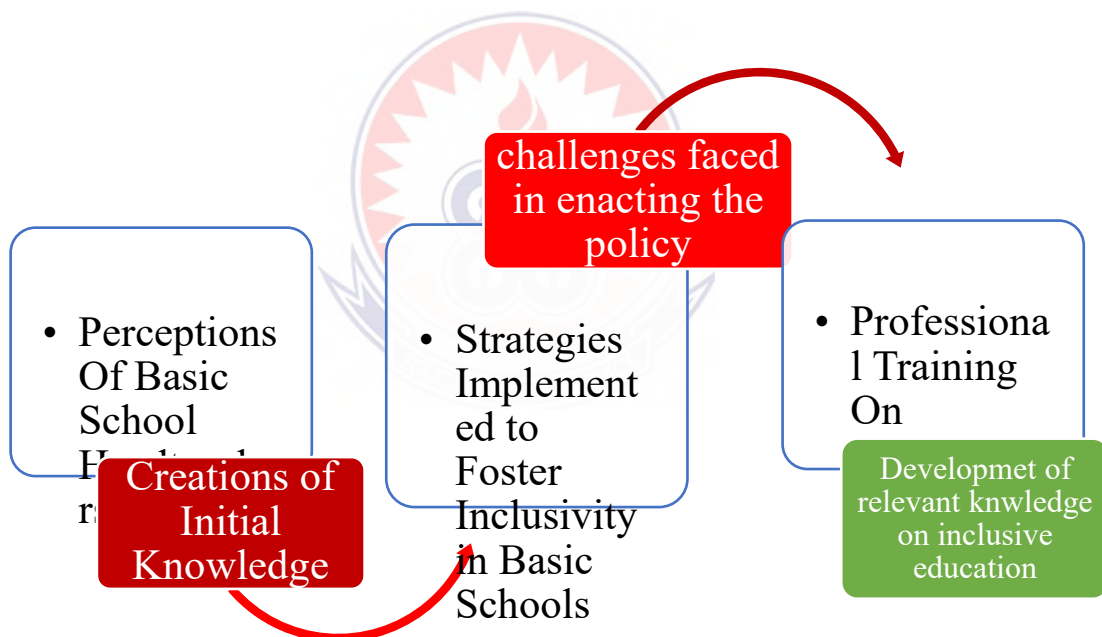 • Perceptions
Of Basic
School
Creations of
Initial
Knowledge
challenges faced
in enacting the
policy
• Strategies
Implement
ed to
Foster
Inclusivity
in Basic
Schools
• Professiona
l Training
On
Developmet of
relevant knwledge
on inclusive
education